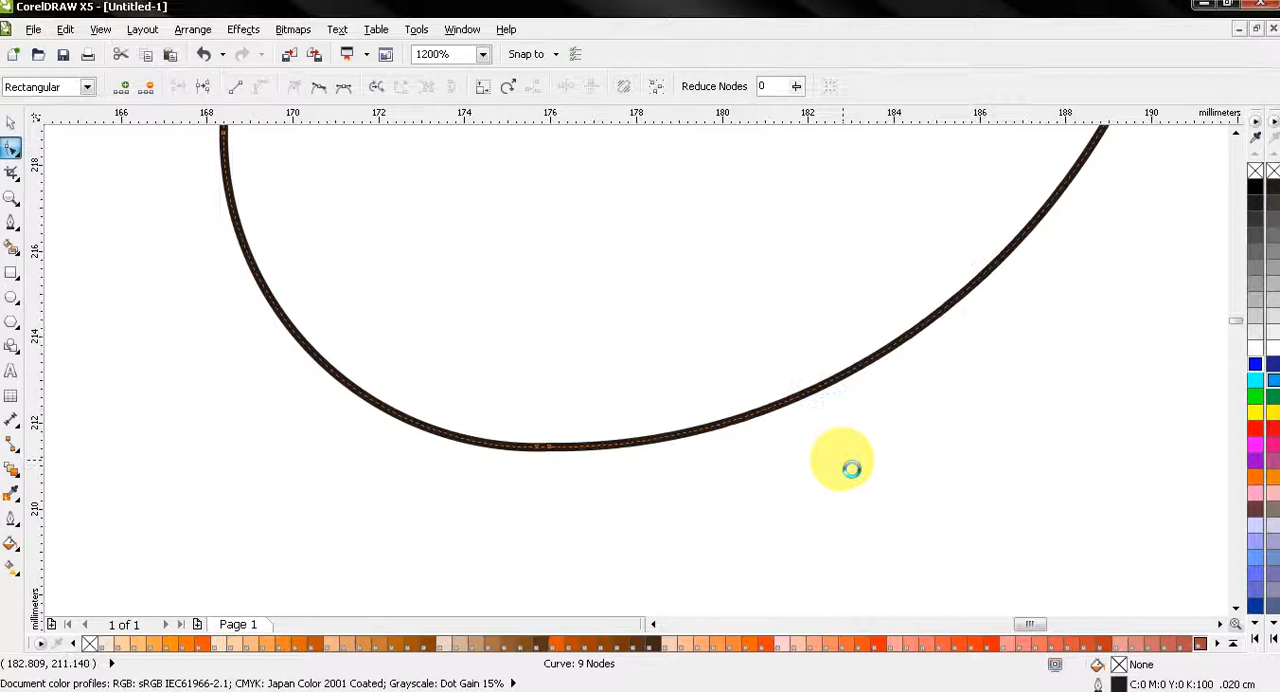 CorelDRAW X5 - [Untitled-1]
File Edit View Layout Arrange Effects Bitmaps Text Table Tools Window Help
1200% Snap to
Rectangular Reduce Nodes 0
166 168 170 172 174 176 178 180 182 184 186 188 190 millimeters
218
216
214
212
210
millimeters
1 of 1 Page 1
( 182.809, 211.140 ) Curve: 9 Nodes None
Document color profiles: RGB: sRGB IEC61966-2.1; CMYK: Japan Color 2001 Coated; Grayscale: Dot Gain 15% C:0 M:0 Y:0 K:100 .020 cm